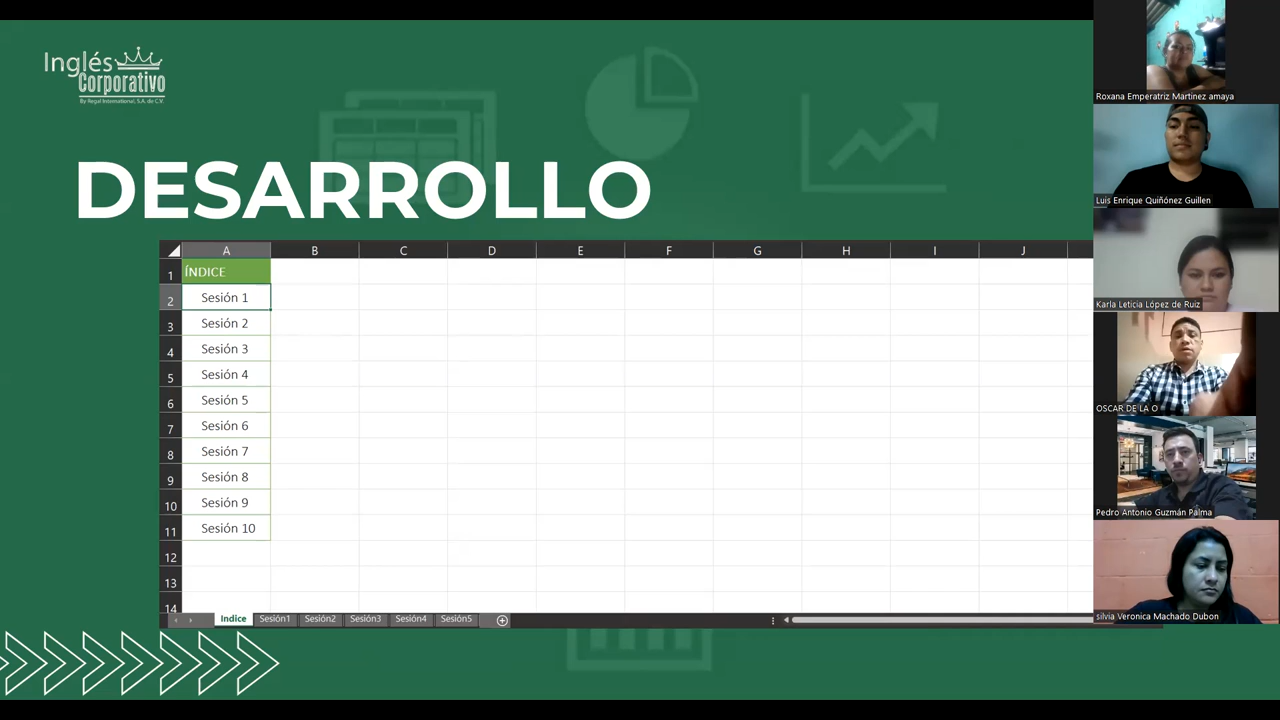 Inglés
Corporativo
By Regal International, S.A. de C.V.
DESARROLLO
A B C D E F G H I J
1 ÍNDICE
2 Sesión 1
3 Sesión 2
4 Sesión 3
5 Sesión 4
6 Sesión 5
7 Sesión 6
8 Sesión 7
9 Sesión 8
10 Sesión 9
11 Sesión 10
12
13
14
Indice Sesión1 Sesión2 Sesión3 Sesión4 Sesión5
Roxana Emperatriz Martinez amaya
Luis Enrique Quiñónez Guillen
Karla Leticia López de Ruiz
OSCAR DE LA O
Pedro Antonio Guzmán Palma
silvia Veronica Machado Dubon